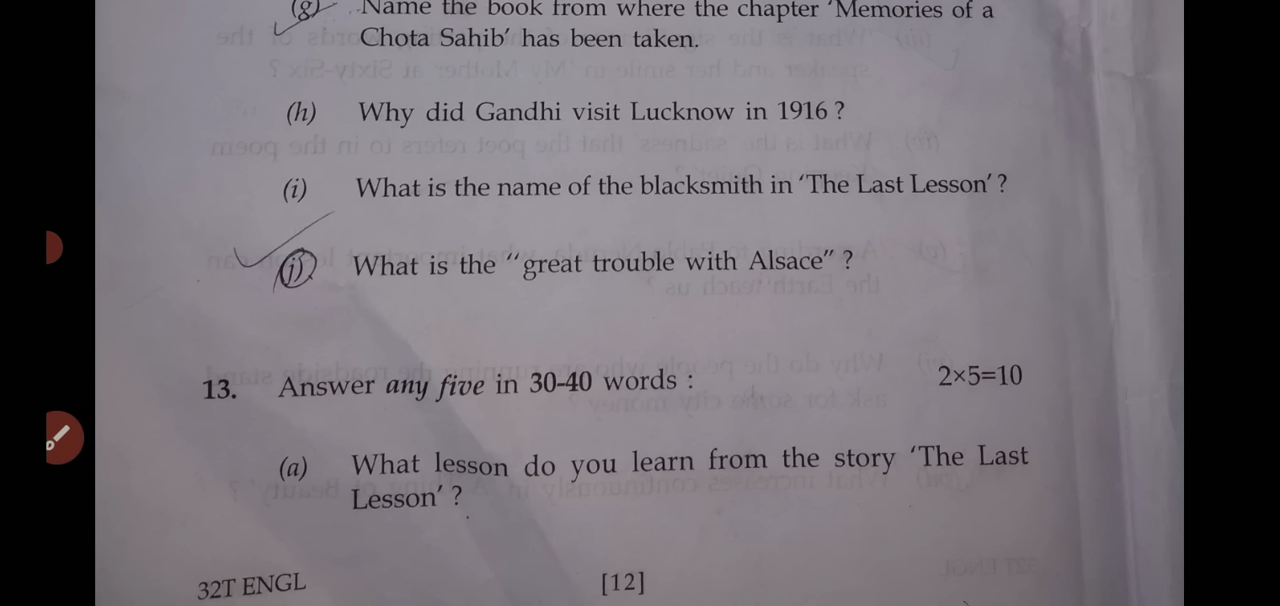 (g) Name the book from where the chapter 'Memories of a
Chota Sahib' has been taken.
(h) Why did Gandhi visit Lucknow in 1916 ?
(i) What is the name of the blacksmith in 'The Last Lesson' ?
(j) What is the "great trouble with Alsace" ?
13. Answer any five in 30-40 words : 2×5=10
(a) What lesson do you learn from the story 'The Last
Lesson' ?
32T ENGL [12]